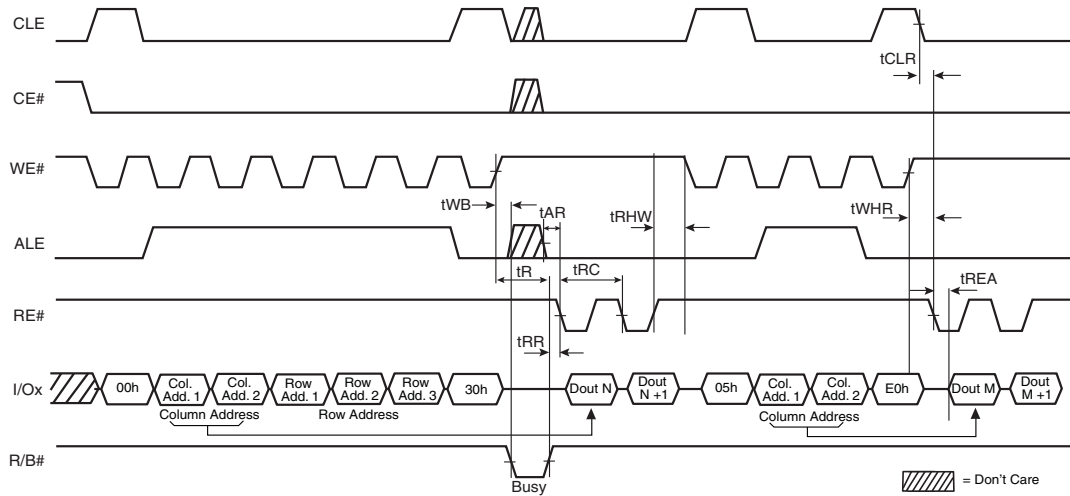 CLE
tCLR
CE#
WE#
tWB
tAR
tRHW
tWHR
ALE
tR
tRC
tREA
RE#
tRR
I/Ox
00h
Col. Add. 1
Col. Add. 2
Row Add. 1
Row Add. 2
Row Add. 3
30h
Dout N
Dout N +1
05h
Col. Add. 1
Col. Add. 2
E0h
Dout M
Dout M +1
Column Address
Row Address
Column Address
R/B#
Busy
= Don't Care